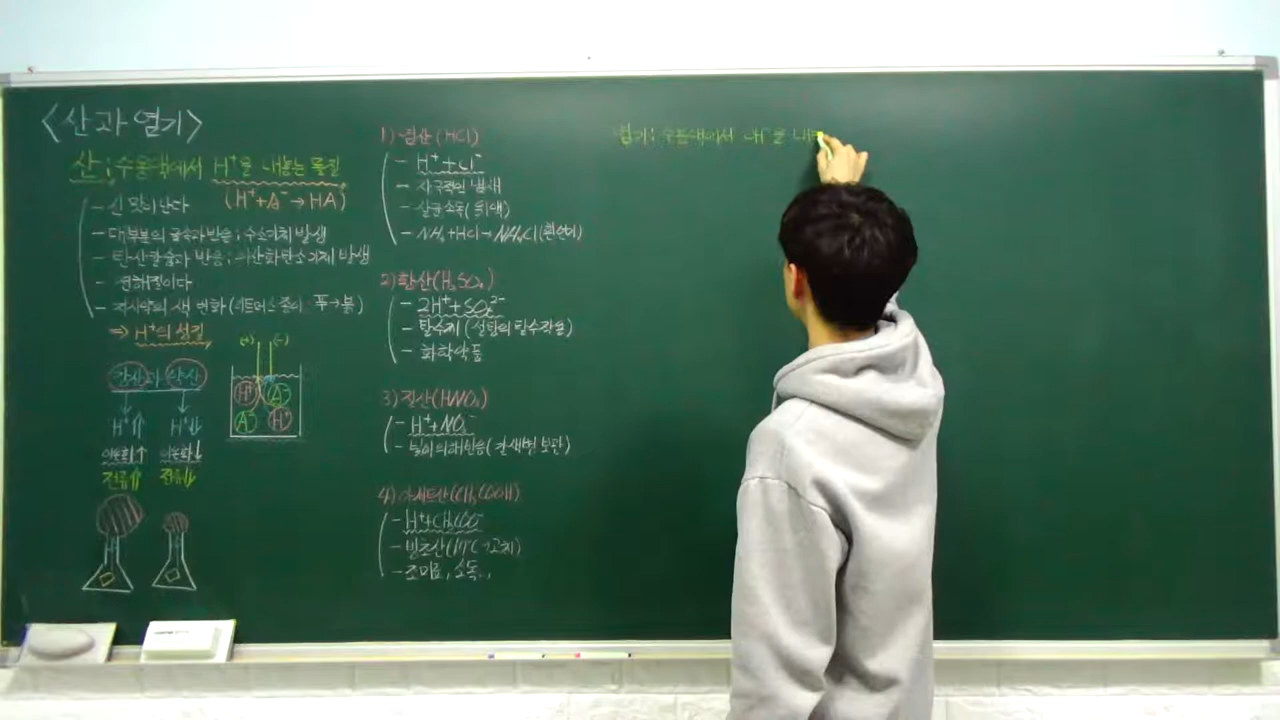 <산과 염기>
산 ; 수용액에서 H⁺을 내놓는 물질
(H⁺+A⁻→HA)
- 신 맛이 난다
- 대부분의 금속과 반응 ; 수소기체 발생
- 탄산칼슘과 반응 ; 이산화탄소 기체 발생
- 전해질이다
- 지시약의 색 변화 (리트머스 종이 푸→붉)
⇒ H⁺의 성질
강산과 약산
H⁺⇈ H⁺⇊
이온화↑ 이온화↓
전류⇈ 전류⇊
(+) (-)
H⁺ A⁻
A⁻ H⁺
1) 염산 (HCl)
- H⁺+Cl⁻
- 자극적인 냄새
- 살균 소독 (위액)
- NH₃+HCl→NH₄Cl (흰연기)
2) 황산 (H₂SO₄)
- 2H⁺+SO₄²⁻
- 탈수제 (설탕의 탈수작용)
- 화학약품
3) 질산 (HNO₃)
- H⁺+NO₃⁻
- 빛에 의해 반응 (갈색병 보관)
4) 아세트산 (CH₃COOH)
- H⁺+CH₃COO⁻
- 빙초산 (17℃→고체)
- 조미료, 소독,,
염기 ; 수용액에서 OH⁻을 내놓